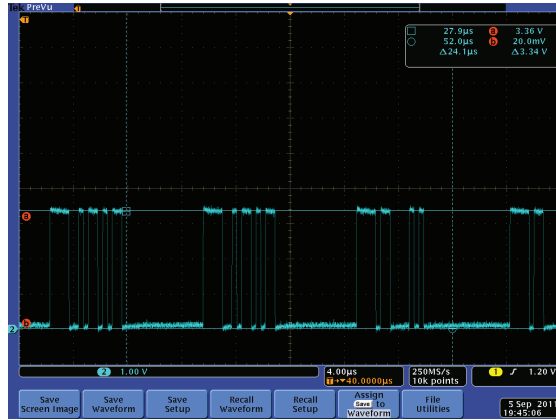 Tek PreVu
T
27.9µs a 3.36 V
52.0µs b 20.0mV
Δ24.1µs Δ3.34 V
a
b
2
2 1.00 V
4.00µs
T→▼40.0000µs
250MS/s
10k points
1 ∫ 1.20 V
Save
Screen Image
Save
Waveform
Save
Setup
Recall
Waveform
Recall
Setup
Assign
Save to
Waveform
File
Utilities
5 Sep 201
19:45:06